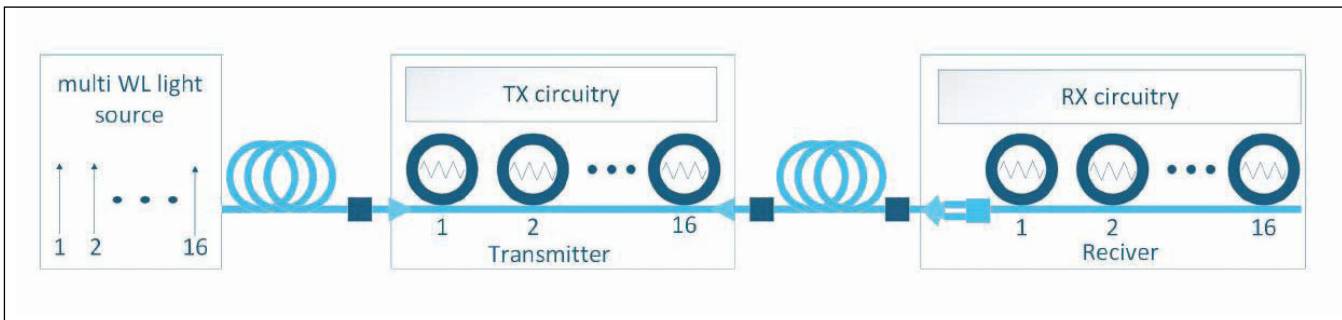 multi WL light
source
1 2 16
TX circuitry
1 2 16
Transmitter
RX circuitry
1 2 16
Reciver